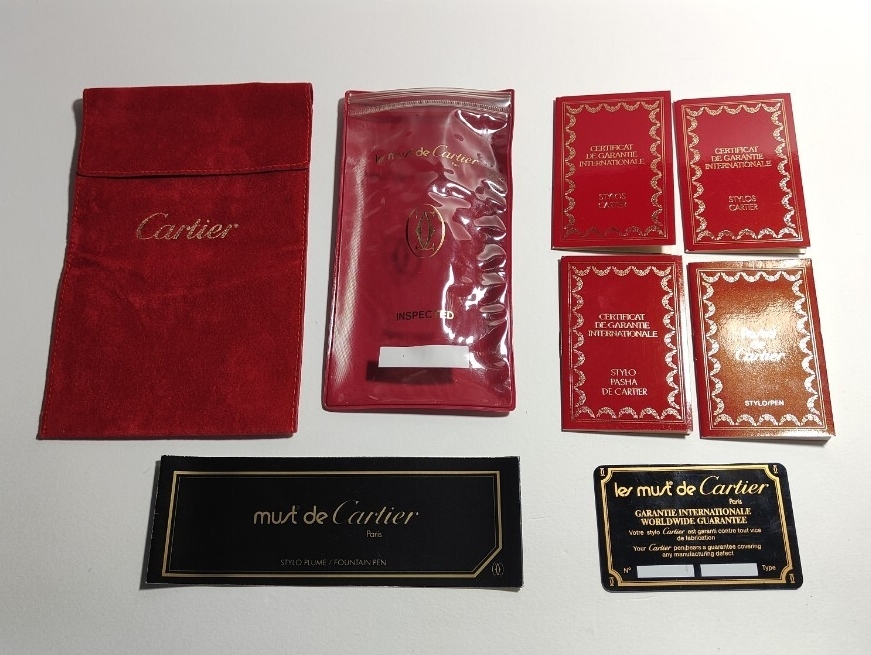 Cartier
les must de Cartier
INSPECTED
CERTIFICAT
DE GARANTIE
INTERNATIONALE
STYLOS
CARTIER
CERTIFICAT
DE GARANTIE
INTERNATIONALE
STYLOS
CARTIER
CERTIFICAT
DE GARANTIE
INTERNATIONALE
STYLO
PASHA
DE CARTIER
de
Cartier
STYLO/PEN
must de Cartier
Paris
STYLO PLUME / FOUNTAIN PEN
les must de Cartier
Paris
GARANTIE INTERNATIONALE
WORLDWIDE GUARANTEE
Votre stylo Cartier est garanti contre tout vice
de fabrication
Your Cartier pen bears a guarantee covering
any manufacturing defect
N° Type